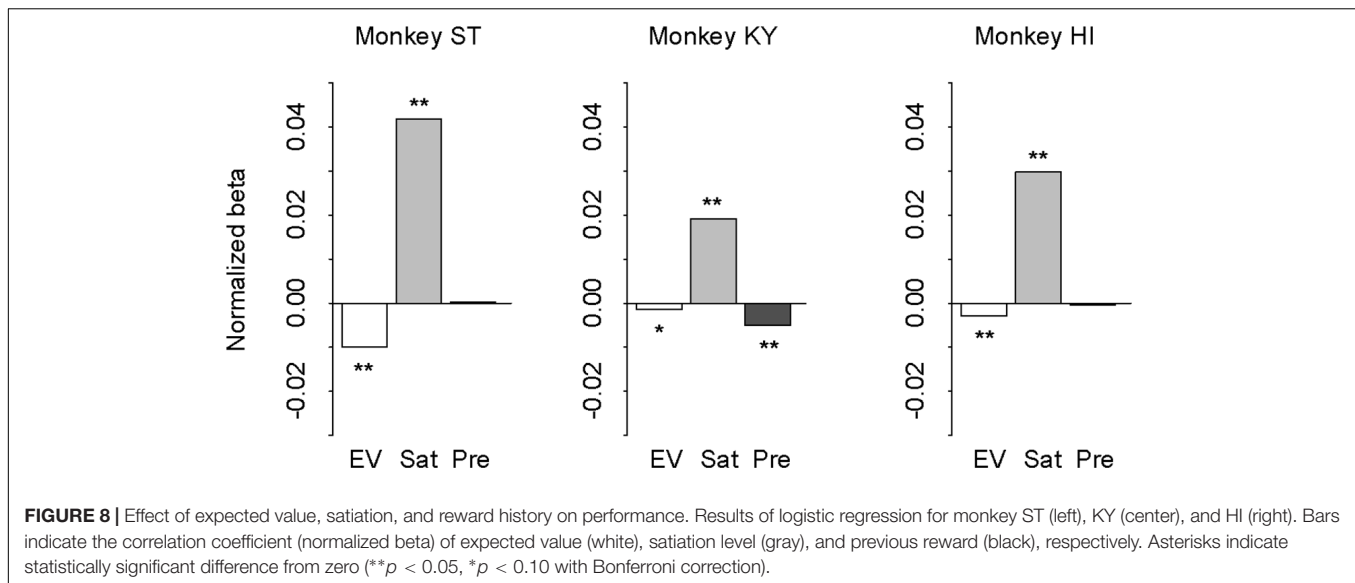 Monkey ST
Monkey KY
Monkey HI
Normalized beta
0.04
0.02
0.00
-0.02
**
**
EV Sat Pre
0.04
0.02
0.00
-0.02
**
*
**
EV Sat Pre
0.04
0.02
0.00
-0.02
**
**
EV Sat Pre
FIGURE 8 | Effect of expected value, satiation, and reward history on performance. Results of logistic regression for monkey ST (left), KY (center), and HI (right). Bars
indicate the correlation coefficient (normalized beta) of expected value (white), satiation level (gray), and previous reward (black), respectively. Asterisks indicate
statistically significant difference from zero (**p < 0.05, *p < 0.10 with Bonferroni correction).